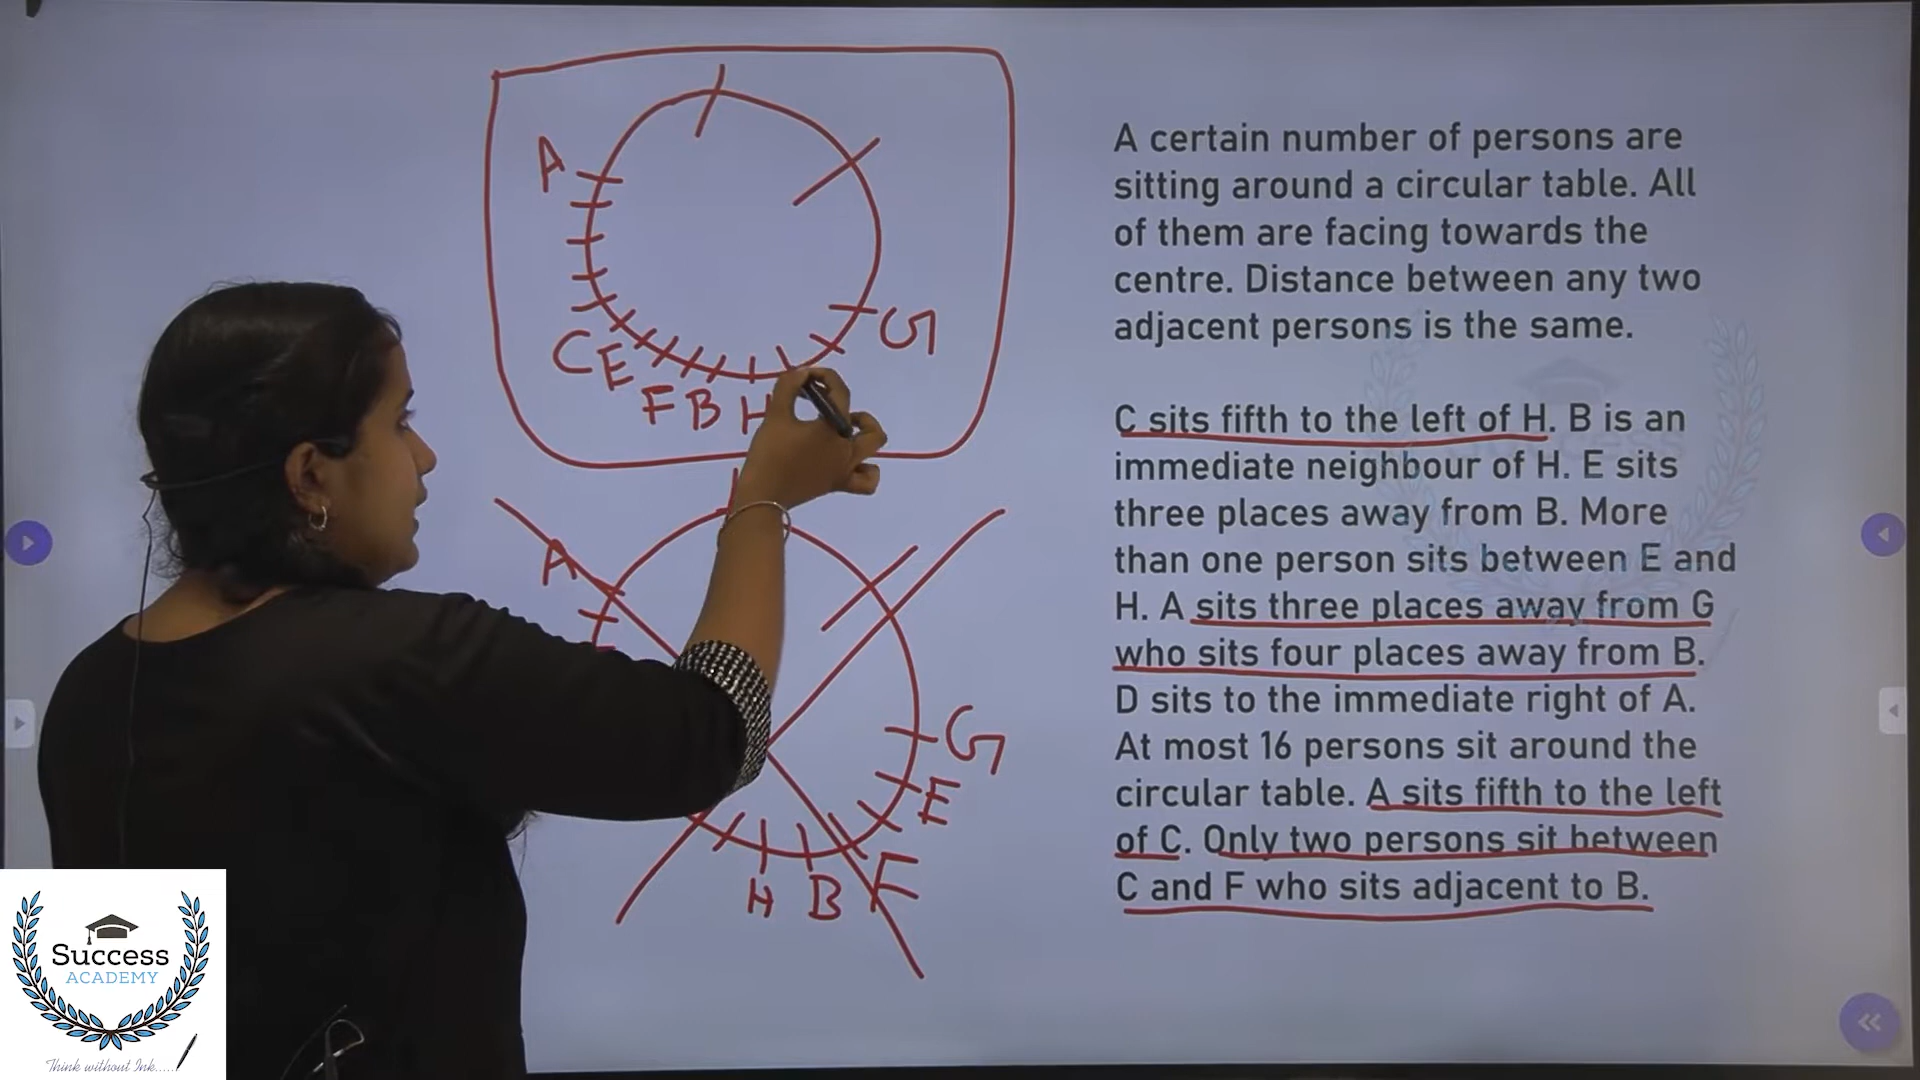 A certain number of persons are
sitting around a circular table. All
of them are facing towards the
centre. Distance between any two
adjacent persons is the same.
C sits fifth to the left of H. B is an
immediate neighbour of H. E sits
three places away from B. More
than one person sits between E and
H. A sits three places away from G
who sits four places away from B.
D sits to the immediate right of A.
At most 16 persons sit around the
circular table. A sits fifth to the left
of C. Only two persons sit between
C and F who sits adjacent to B.
A
G
C E F B H
A
G
E
H B F
Success
ACADEMY
Think without Ink......